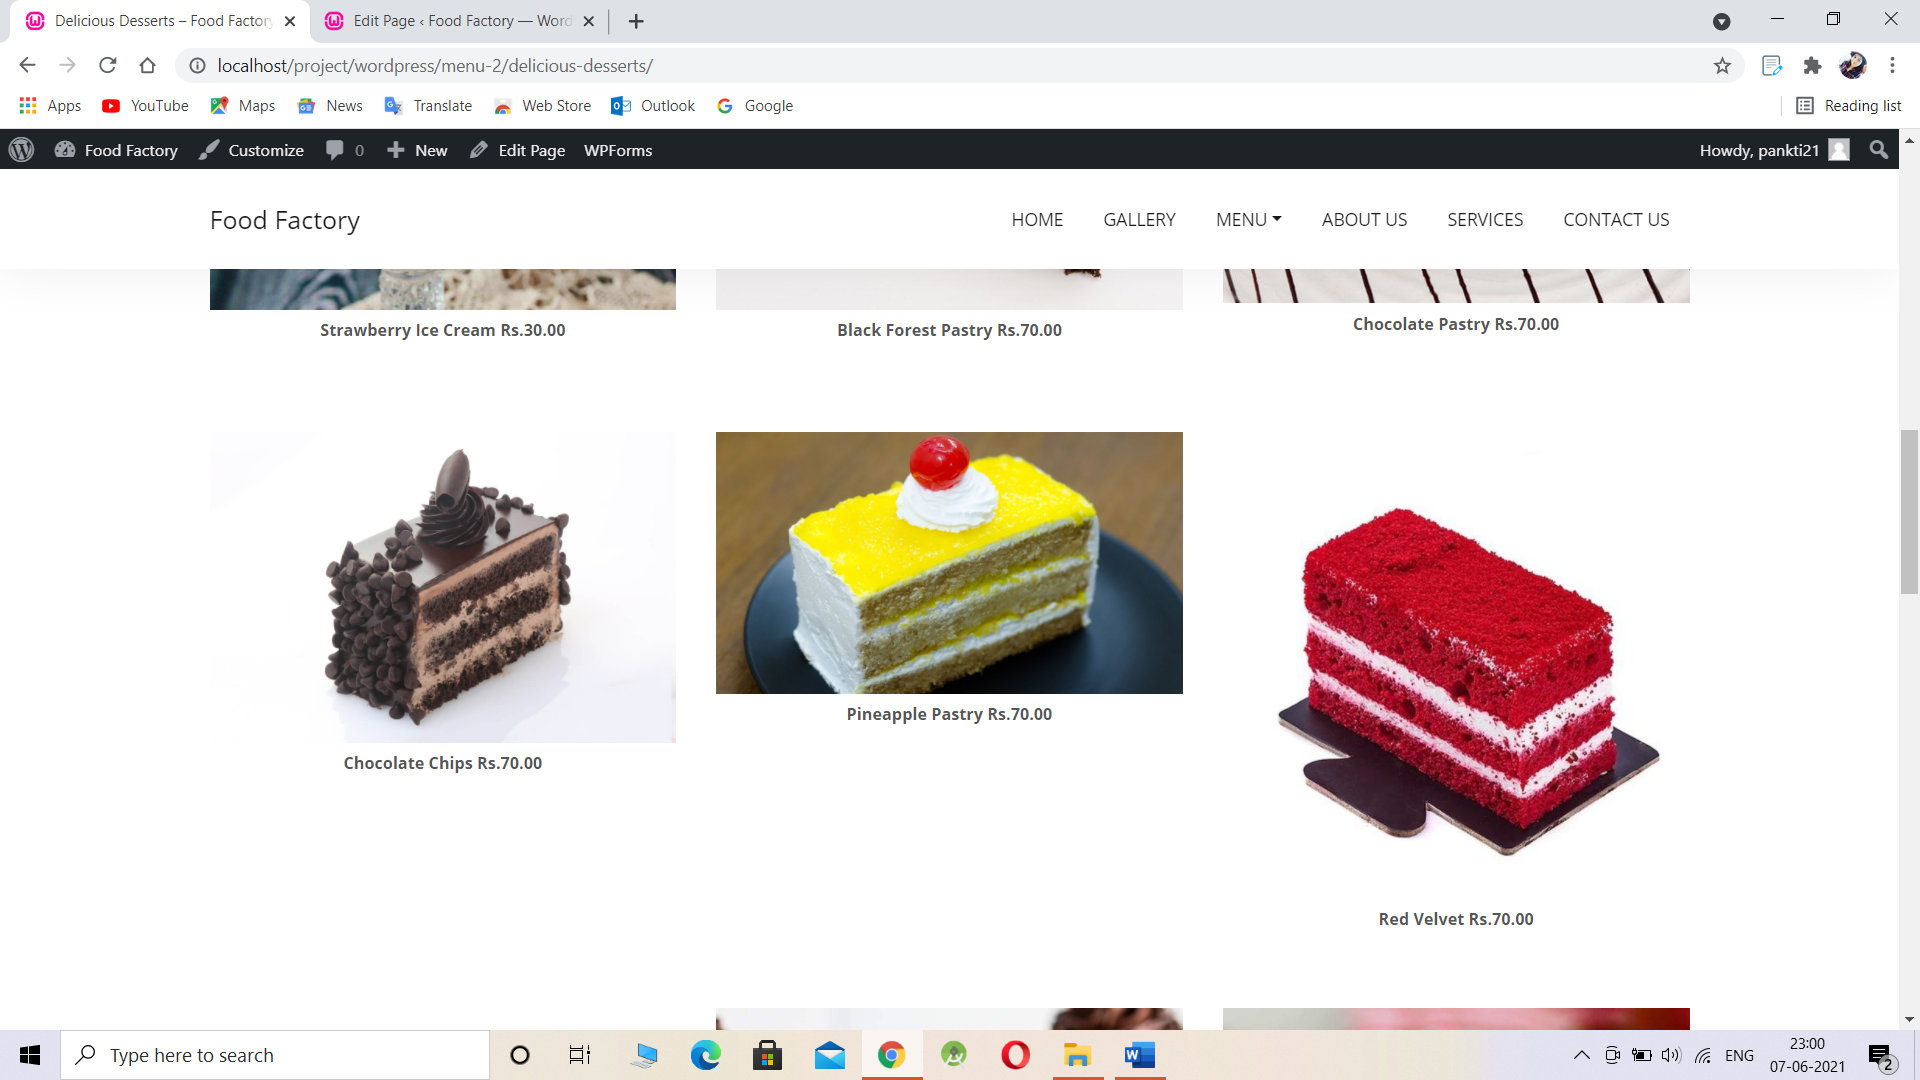 Delicious Desserts – Food Factory
Edit Page ‹ Food Factory — Word
localhost/project/wordpress/menu-2/delicious-desserts/
Apps YouTube Maps News Translate Web Store Outlook Google Reading list
Food Factory Customize 0 New Edit Page WPForms Howdy, pankti21
Food Factory HOME GALLERY MENU ABOUT US SERVICES CONTACT US
Strawberry Ice Cream Rs.30.00
Black Forest Pastry Rs.70.00
Chocolate Pastry Rs.70.00
Chocolate Chips Rs.70.00
Pineapple Pastry Rs.70.00
Red Velvet Rs.70.00
Type here to search
ENG
23:00
07-06-2021
2